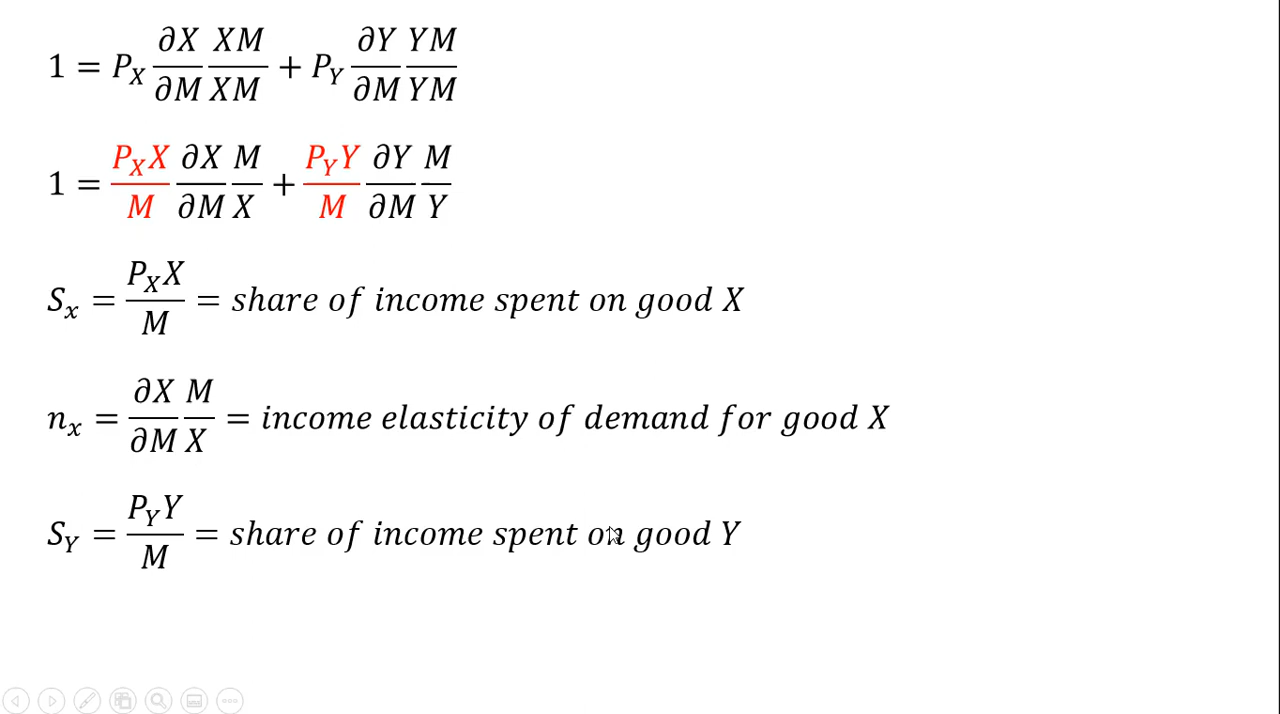 1 = P_X ∂X/∂M XM/XM + P_Y ∂Y/∂M YM/YM
1 = P_X X/M ∂X/∂M M/X + P_Y Y/M ∂Y/∂M M/Y
S_x = P_X X/M = share of income spent on good X
n_x = ∂X/∂M M/X = income elasticity of demand for good X
S_Y = P_Y Y/M = share of income spent on good Y